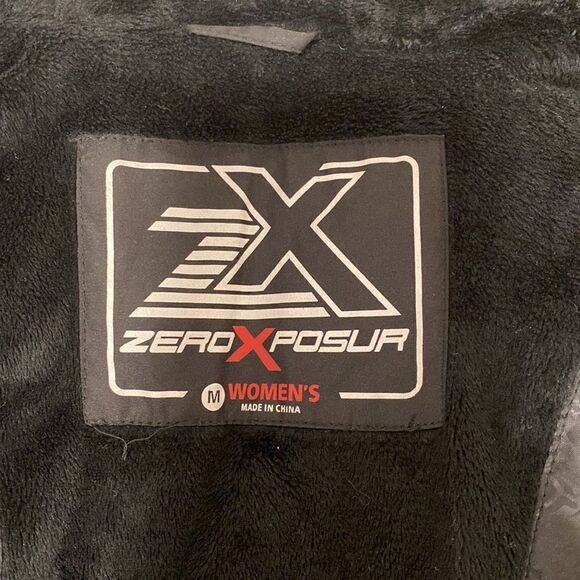 ZX
ZEROXPOSUR
M WOMEN'S
MADE IN CHINA